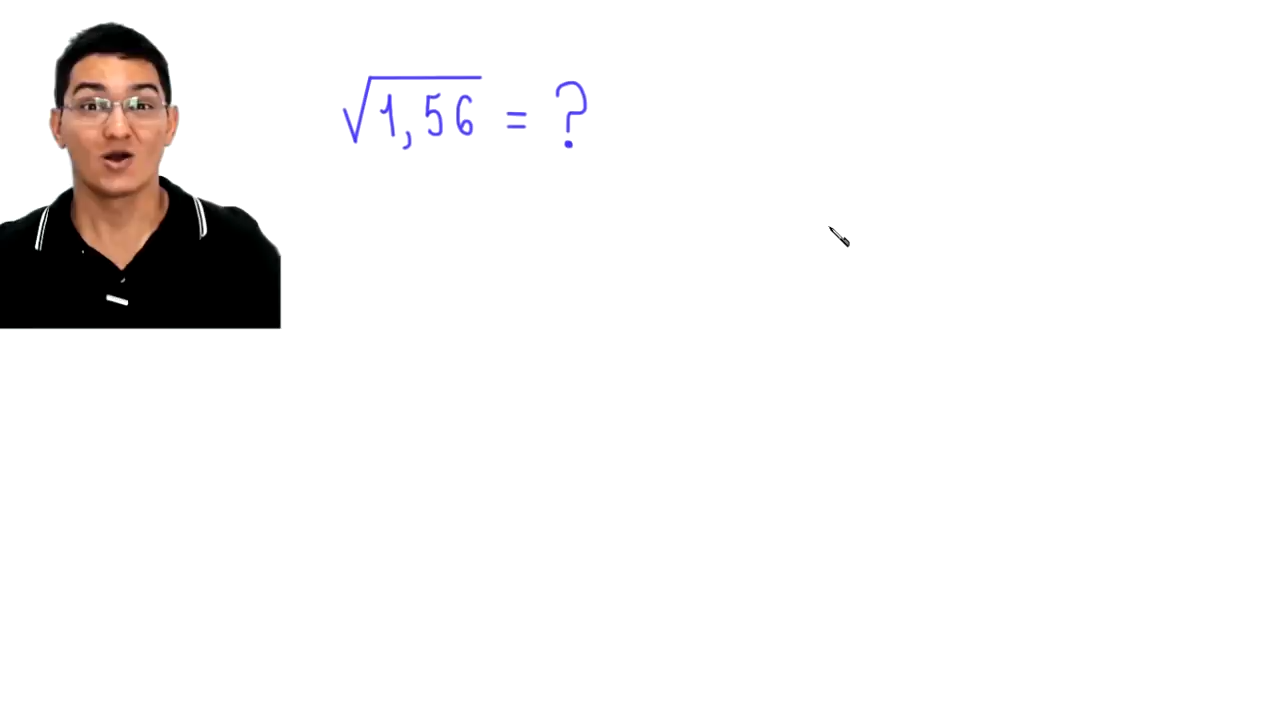 √1,56 = ?